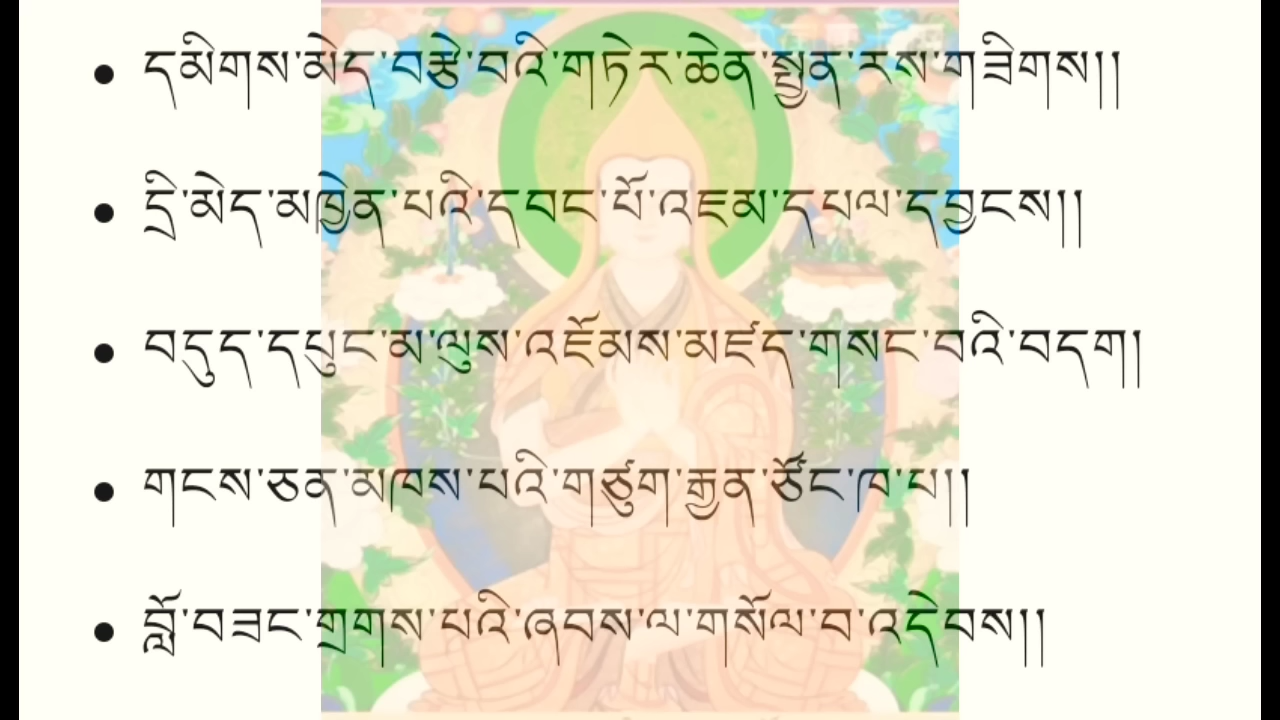 • དམིགས་མེད་བརྩེ་བའི་གཏེར་ཆེན་སྤྱན་རས་གཟིགས།།
• དྲི་མེད་མཁྱེན་པའི་དབང་པོ་འཇམ་དཔལ་དབྱངས།།
• བདུད་དཔུང་མ་ལུས་འཇོམས་མཛད་གསང་བའི་བདག།
• གངས་ཅན་མཁས་པའི་གཙུག་རྒྱན་ཙོང་ཁ་པ།།
• བློ་བཟང་གྲགས་པའི་ཞབས་ལ་གསོལ་བ་འདེབས།།